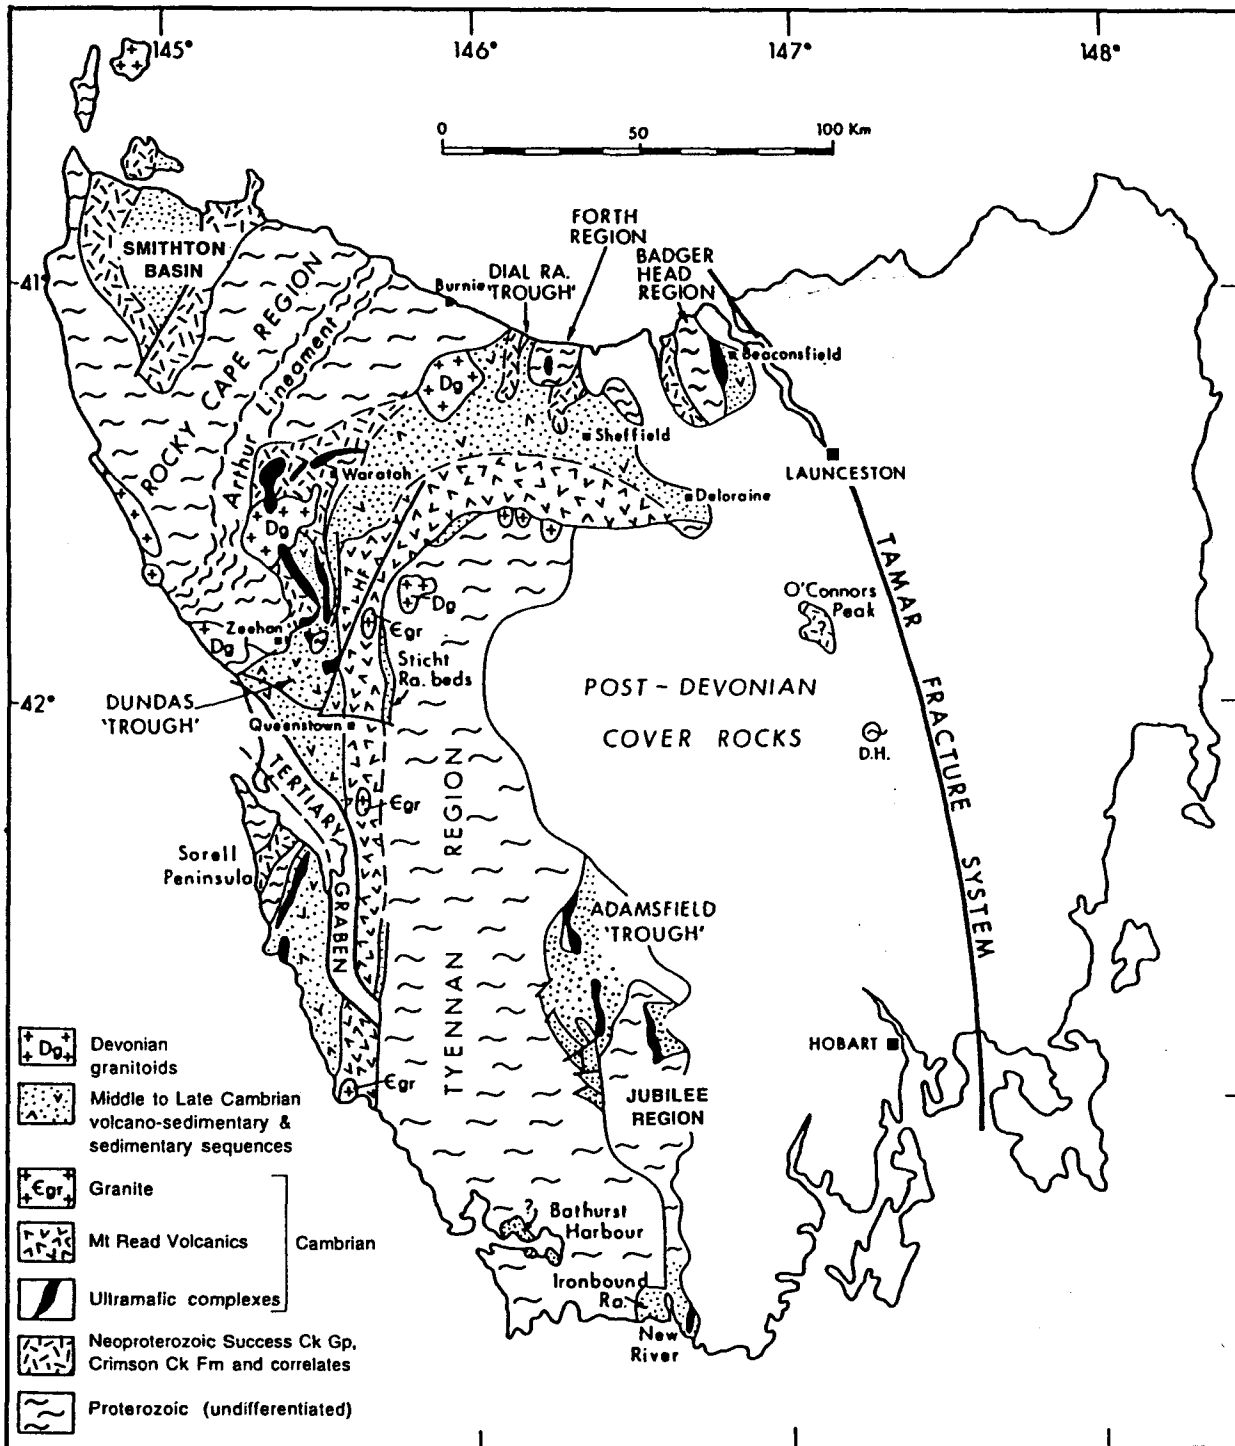 145°
146°
147°
148°
0
50
100 Km
41°
42°
SMITHTON
BASIN
ROCKY CAPE REGION
Arthur Lineament
Burnie
DIAL RA.
'TROUGH'
FORTH
REGION
BADGER
HEAD
REGION
Beaconsfield
Dg
Sheffield
LAUNCESTON
Waratah
Deloraine
Dg
HF
Dg
TAMAR FRACTURE SYSTEM
O'Connors
Peak
?
Zeehan
Єgr
Dg
Sticht
Ra. beds
DUNDAS
'TROUGH'
POST - DEVONIAN
COVER ROCKS
Queenstown
D.H.
TERTIARY GRABEN
Єgr
TYENNAN REGION
Sorell
Peninsula
ADAMSFIELD
'TROUGH'
HOBART
Єgr
JUBILEE
REGION
?
Bathurst
Harbour
Ironbound
Ra.
New
River
Dg
Devonian
granitoids
Middle to Late Cambrian
volcano-sedimentary &
sedimentary sequences
Єgr
Granite
Mt Read Volcanics
Cambrian
Ultramafic complexes
Neoproterozoic Success Ck Gp,
Crimson Ck Fm and correlates
Proterozoic (undifferentiated)